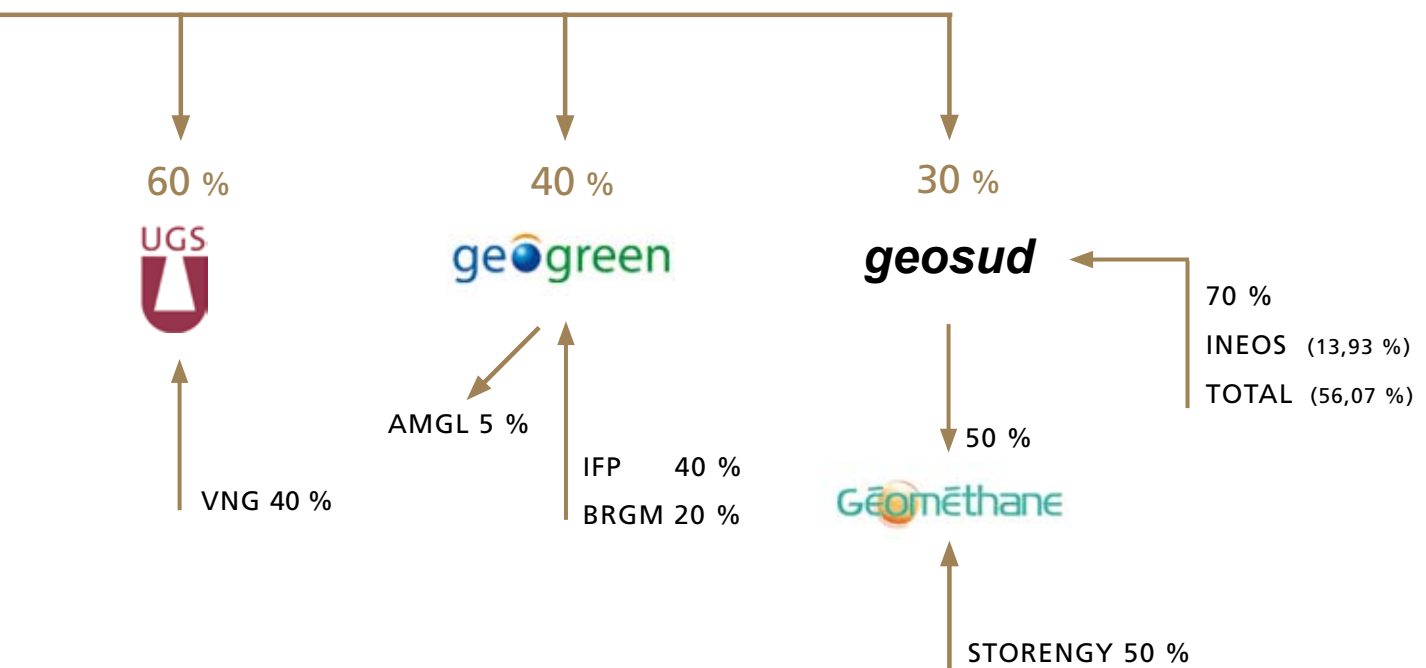 60 %
40 %
30 %
UGS
geogreen
geosud
70 %
INEOS (13,93 %)
TOTAL (56,07 %)
AMGL 5 %
50 %
IFP 40 %
VNG 40 %
BRGM 20 %
Géométhane
STORENGY 50 %